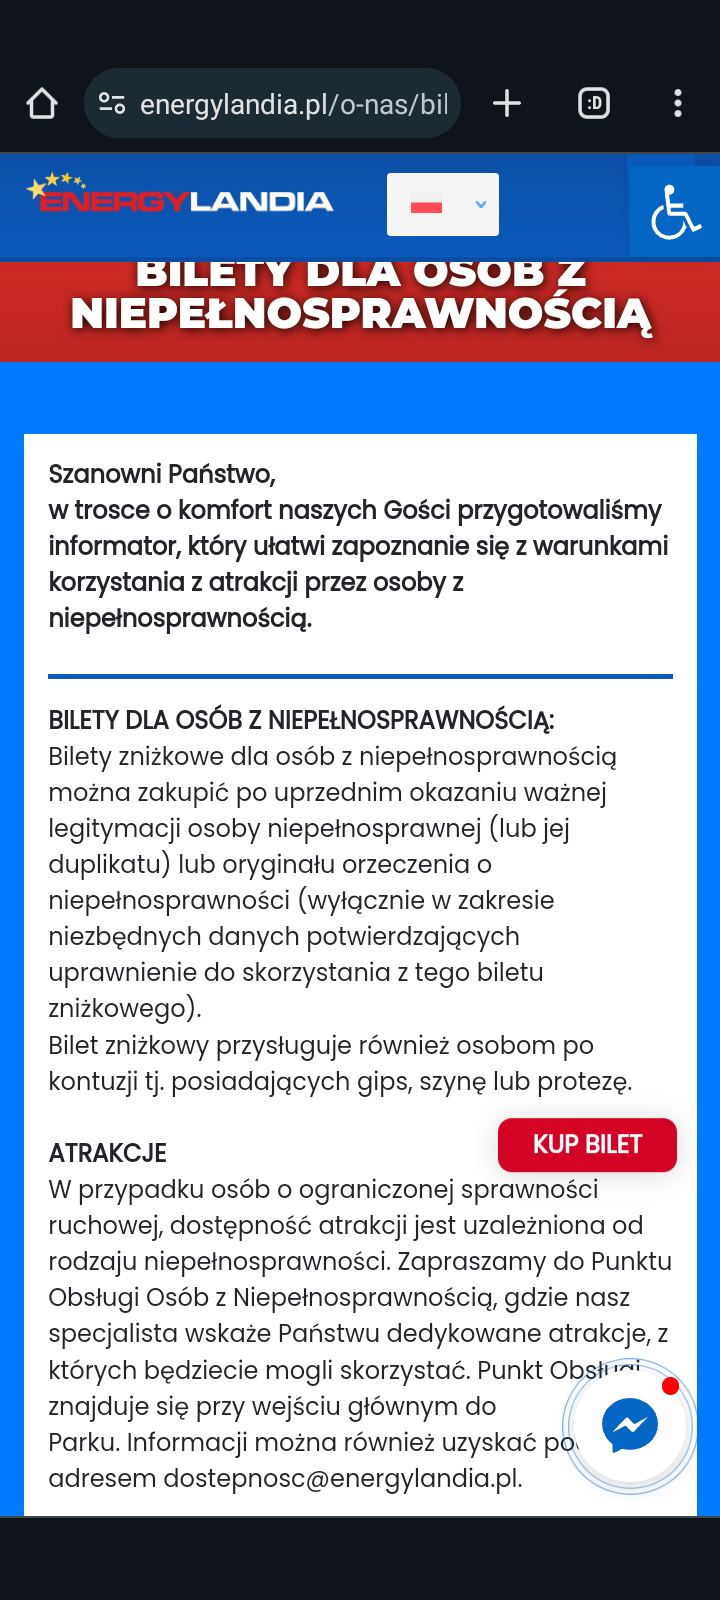 energylandia.pl/o-nas/bil
:D
ENERGYLANDIA
BILETY DLA OSÓB Z
NIEPEŁNOSPRAWNOŚCIĄ
Szanowni Państwo,
w trosce o komfort naszych Gości przygotowaliśmy
informator, który ułatwi zapoznanie się z warunkami
korzystania z atrakcji przez osoby z
niepełnosprawnością.
BILETY DLA OSÓB Z NIEPEŁNOSPRAWNOŚCIĄ:
Bilety zniżkowe dla osób z niepełnosprawnością
można zakupić po uprzednim okazaniu ważnej
legitymacji osoby niepełnosprawnej (lub jej
duplikatu) lub oryginału orzeczenia o
niepełnosprawności (wyłącznie w zakresie
niezbędnych danych potwierdzających
uprawnienie do skorzystania z tego biletu
zniżkowego).
Bilet zniżkowy przysługuje również osobom po
kontuzji tj. posiadających gips, szynę lub protezę.
KUP BILET
ATRAKCJE
W przypadku osób o ograniczonej sprawności
ruchowej, dostępność atrakcji jest uzależniona od
rodzaju niepełnosprawności. Zapraszamy do Punktu
Obsługi Osób z Niepełnosprawnością, gdzie nasz
specjalista wskaże Państwu dedykowane atrakcje, z
których będziecie mogli skorzystać. Punkt Obsługi
znajduje się przy wejściu głównym do
Parku. Informacji można również uzyskać
adresem dostepnosc@energylandia.pl.